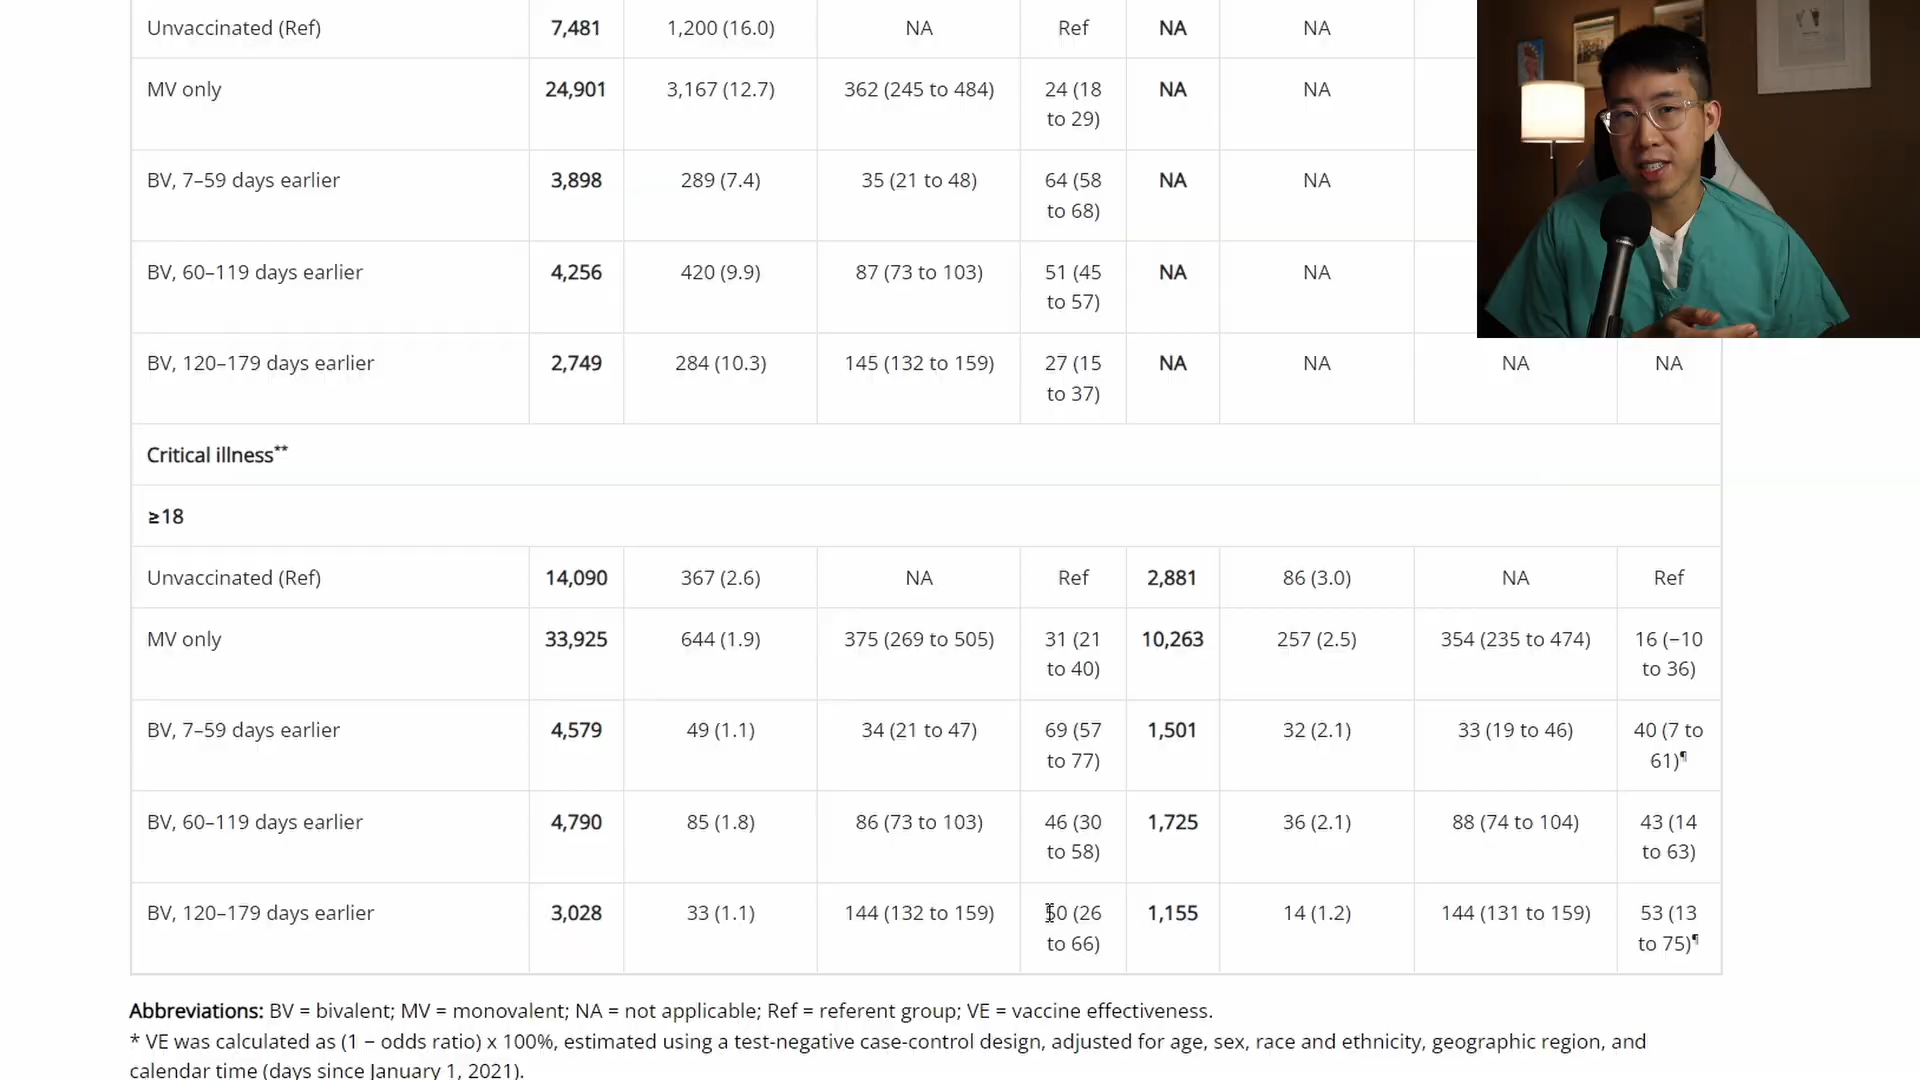 Unvaccinated (Ref) 7,481 1,200 (16.0) NA Ref NA NA
MV only 24,901 3,167 (12.7) 362 (245 to 484) 24 (18 NA NA
to 29)
BV, 7–59 days earlier 3,898 289 (7.4) 35 (21 to 48) 64 (58 NA NA
to 68)
BV, 60–119 days earlier 4,256 420 (9.9) 87 (73 to 103) 51 (45 NA NA
to 57)
BV, 120–179 days earlier 2,749 284 (10.3) 145 (132 to 159) 27 (15 NA NA NA NA
to 37)
Critical illness**
≥18
Unvaccinated (Ref) 14,090 367 (2.6) NA Ref 2,881 86 (3.0) NA Ref
MV only 33,925 644 (1.9) 375 (269 to 505) 31 (21 10,263 257 (2.5) 354 (235 to 474) 16 (−10
to 40) to 36)
BV, 7–59 days earlier 4,579 49 (1.1) 34 (21 to 47) 69 (57 1,501 32 (2.1) 33 (19 to 46) 40 (7 to
to 77) 61)¶
BV, 60–119 days earlier 4,790 85 (1.8) 86 (73 to 103) 46 (30 1,725 36 (2.1) 88 (74 to 104) 43 (14
to 58) to 63)
BV, 120–179 days earlier 3,028 33 (1.1) 144 (132 to 159) 50 (26 1,155 14 (1.2) 144 (131 to 159) 53 (13
to 66) to 75)¶
Abbreviations: BV = bivalent; MV = monovalent; NA = not applicable; Ref = referent group; VE = vaccine effectiveness.
* VE was calculated as (1 − odds ratio) x 100%, estimated using a test-negative case-control design, adjusted for age, sex, race and ethnicity, geographic region, and
calendar time (days since January 1, 2021).